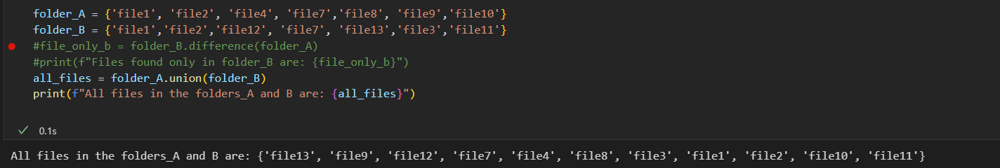 folder_A = {'file1', 'file2', 'file4', 'file7','file8', 'file9','file10'}
folder_B = {'file1','file2','file12', 'file7', 'file13','file3','file11'}
#file_only_b = folder_B.difference(folder_A)
#print(f"Files found only in folder_B are: {file_only_b}")
all_files = folder_A.union(folder_B)
print(f"All files in the folders_A and B are: {all_files}")
0.1s
All files in the folders_A and B are: {'file13', 'file9', 'file12', 'file7', 'file4', 'file8', 'file3', 'file1', 'file2', 'file10', 'file11'}